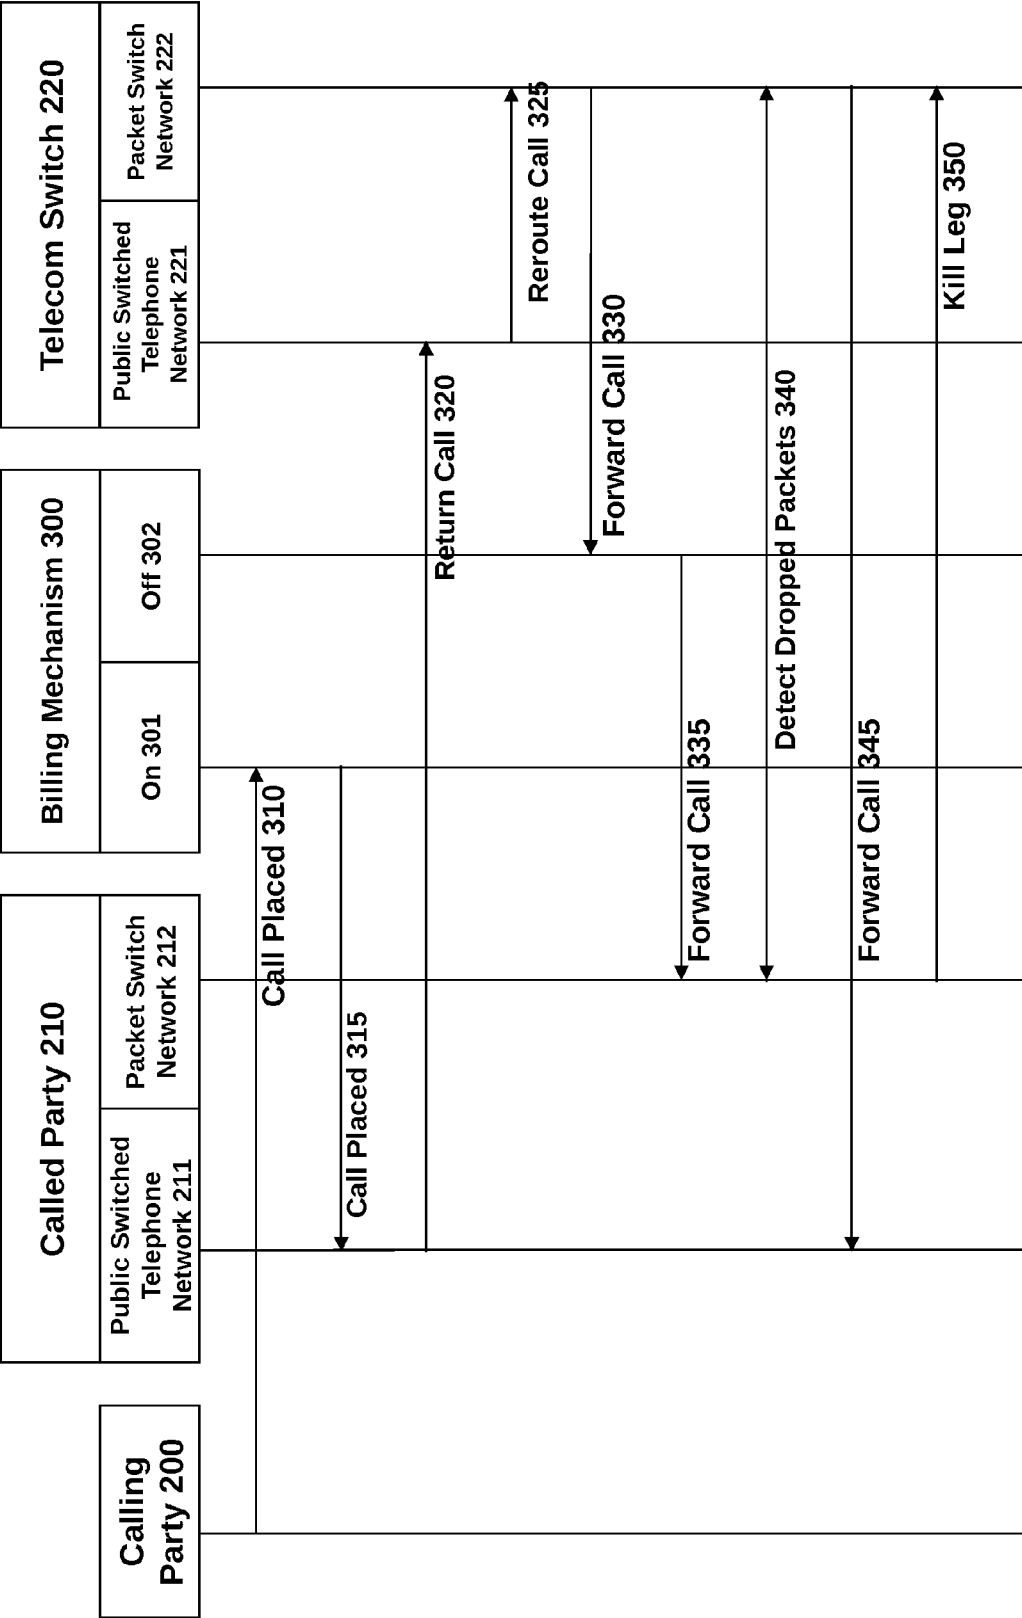 Calling
Party 200
Called Party 210
Public Switched
Telephone
Network 211
Packet Switch
Network 212
Billing Mechanism 300
On 301
Off 302
Telecom Switch 220
Public Switched
Telephone
Network 221
Packet Switch
Network 222
Call Placed 310
Call Placed 315
Return Call 320
Reroute Call 325
Forward Call 330
Forward Call 335
Detect Dropped Packets 340
Forward Call 345
Kill Leg 350